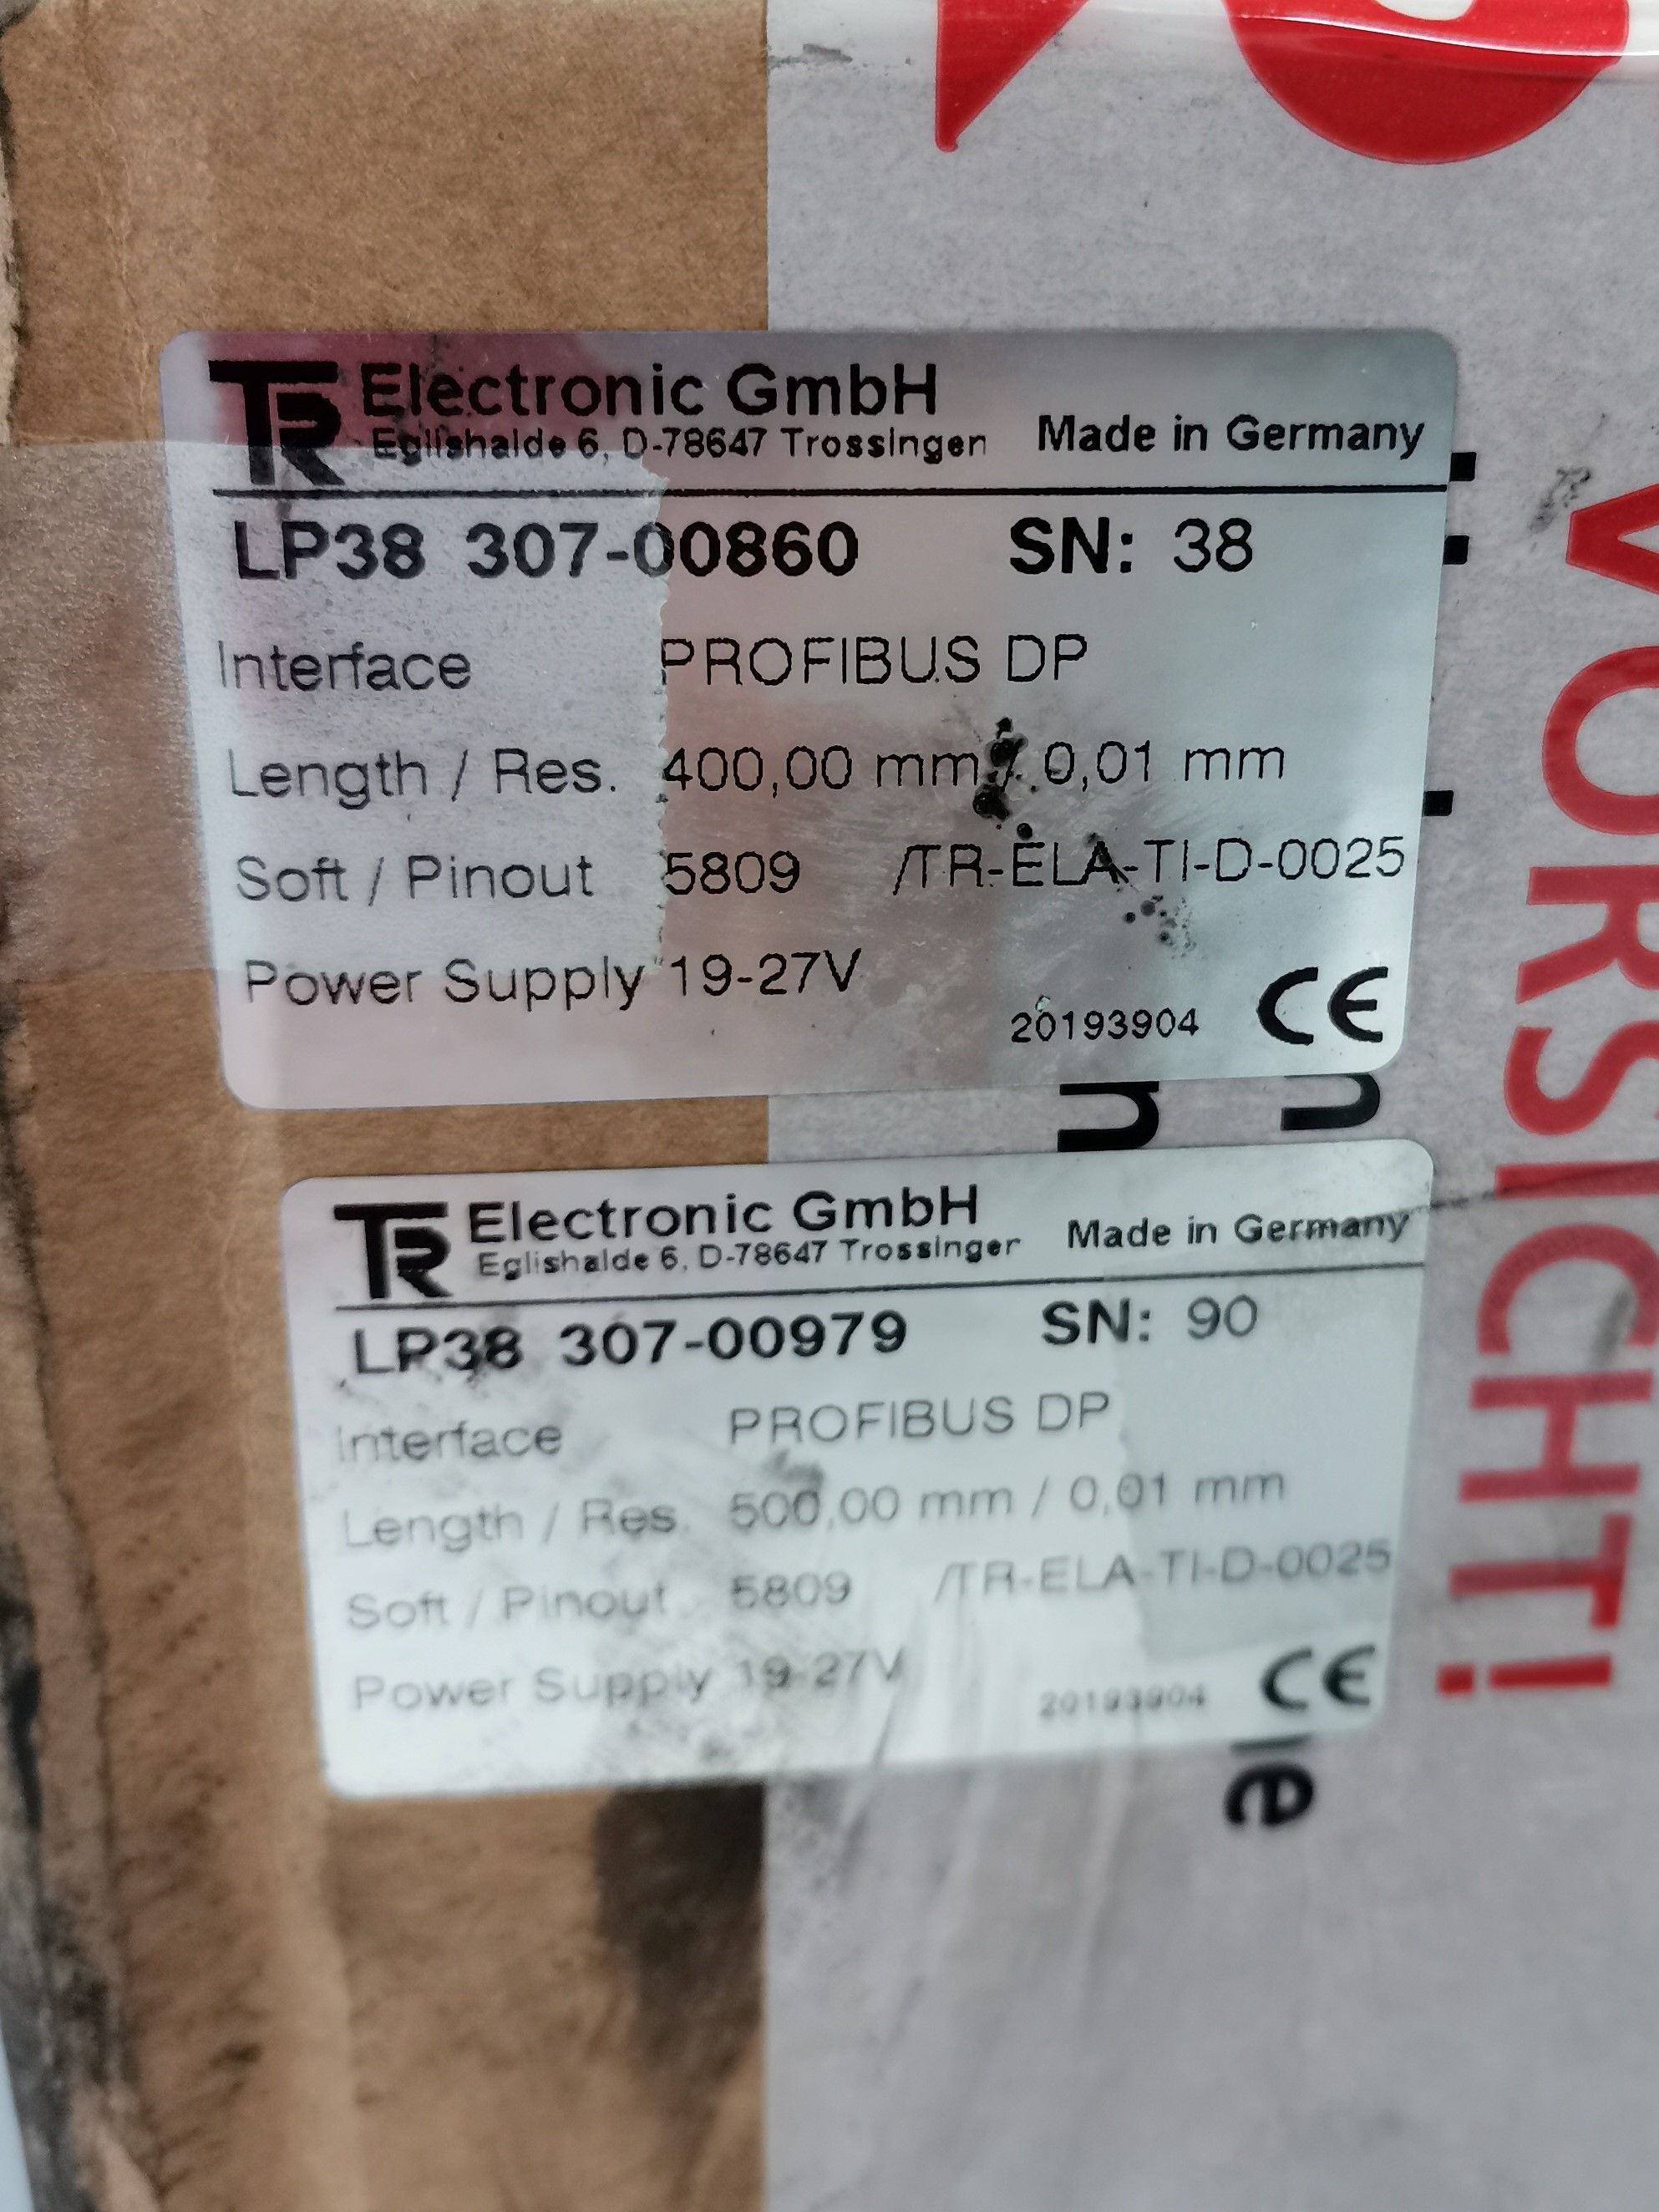 TR Electronic GmbH
Eglishalde 6, D-78647 Trossingen Made in Germany
LP38 307-00860 SN: 38
Interface PROFIBUS DP
Length / Res. 400,00 mm / 0,01 mm
Soft / Pinout 5809 /TR-ELA-TI-D-0025
Power Supply 19-27V
20193904 CE
TR Electronic GmbH
Eglishalde 6, D-78647 Trossingen Made in Germany
LP38 307-00979 SN: 90
Interface PROFIBUS DP
Length / Res. 500,00 mm / 0,01 mm
Soft / Pinout 5809 /TR-ELA-TI-D-0025
Power Supply 19-27V
20193904 CE
VORSICHT!